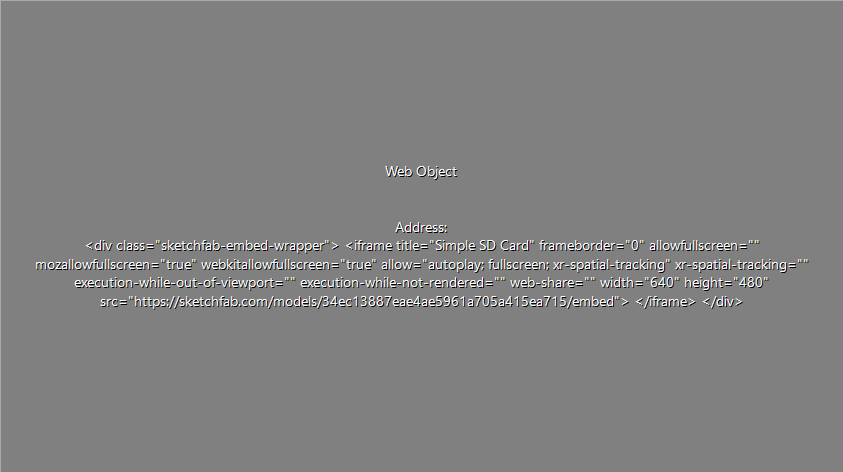 Web Object
Address:
<div class="sketchfab-embed-wrapper"> <iframe title="Simple SD Card" frameborder="0" allowfullscreen=""
mozallowfullscreen="true" webkitallowfullscreen="true" allow="autoplay; fullscreen; xr-spatial-tracking" xr-spatial-tracking=""
execution-while-out-of-viewport="" execution-while-not-rendered="" web-share="" width="640" height="480"
src="https://sketchfab.com/models/34ec13887eae4ae5961a705a415ea715/embed"> </iframe> </div>